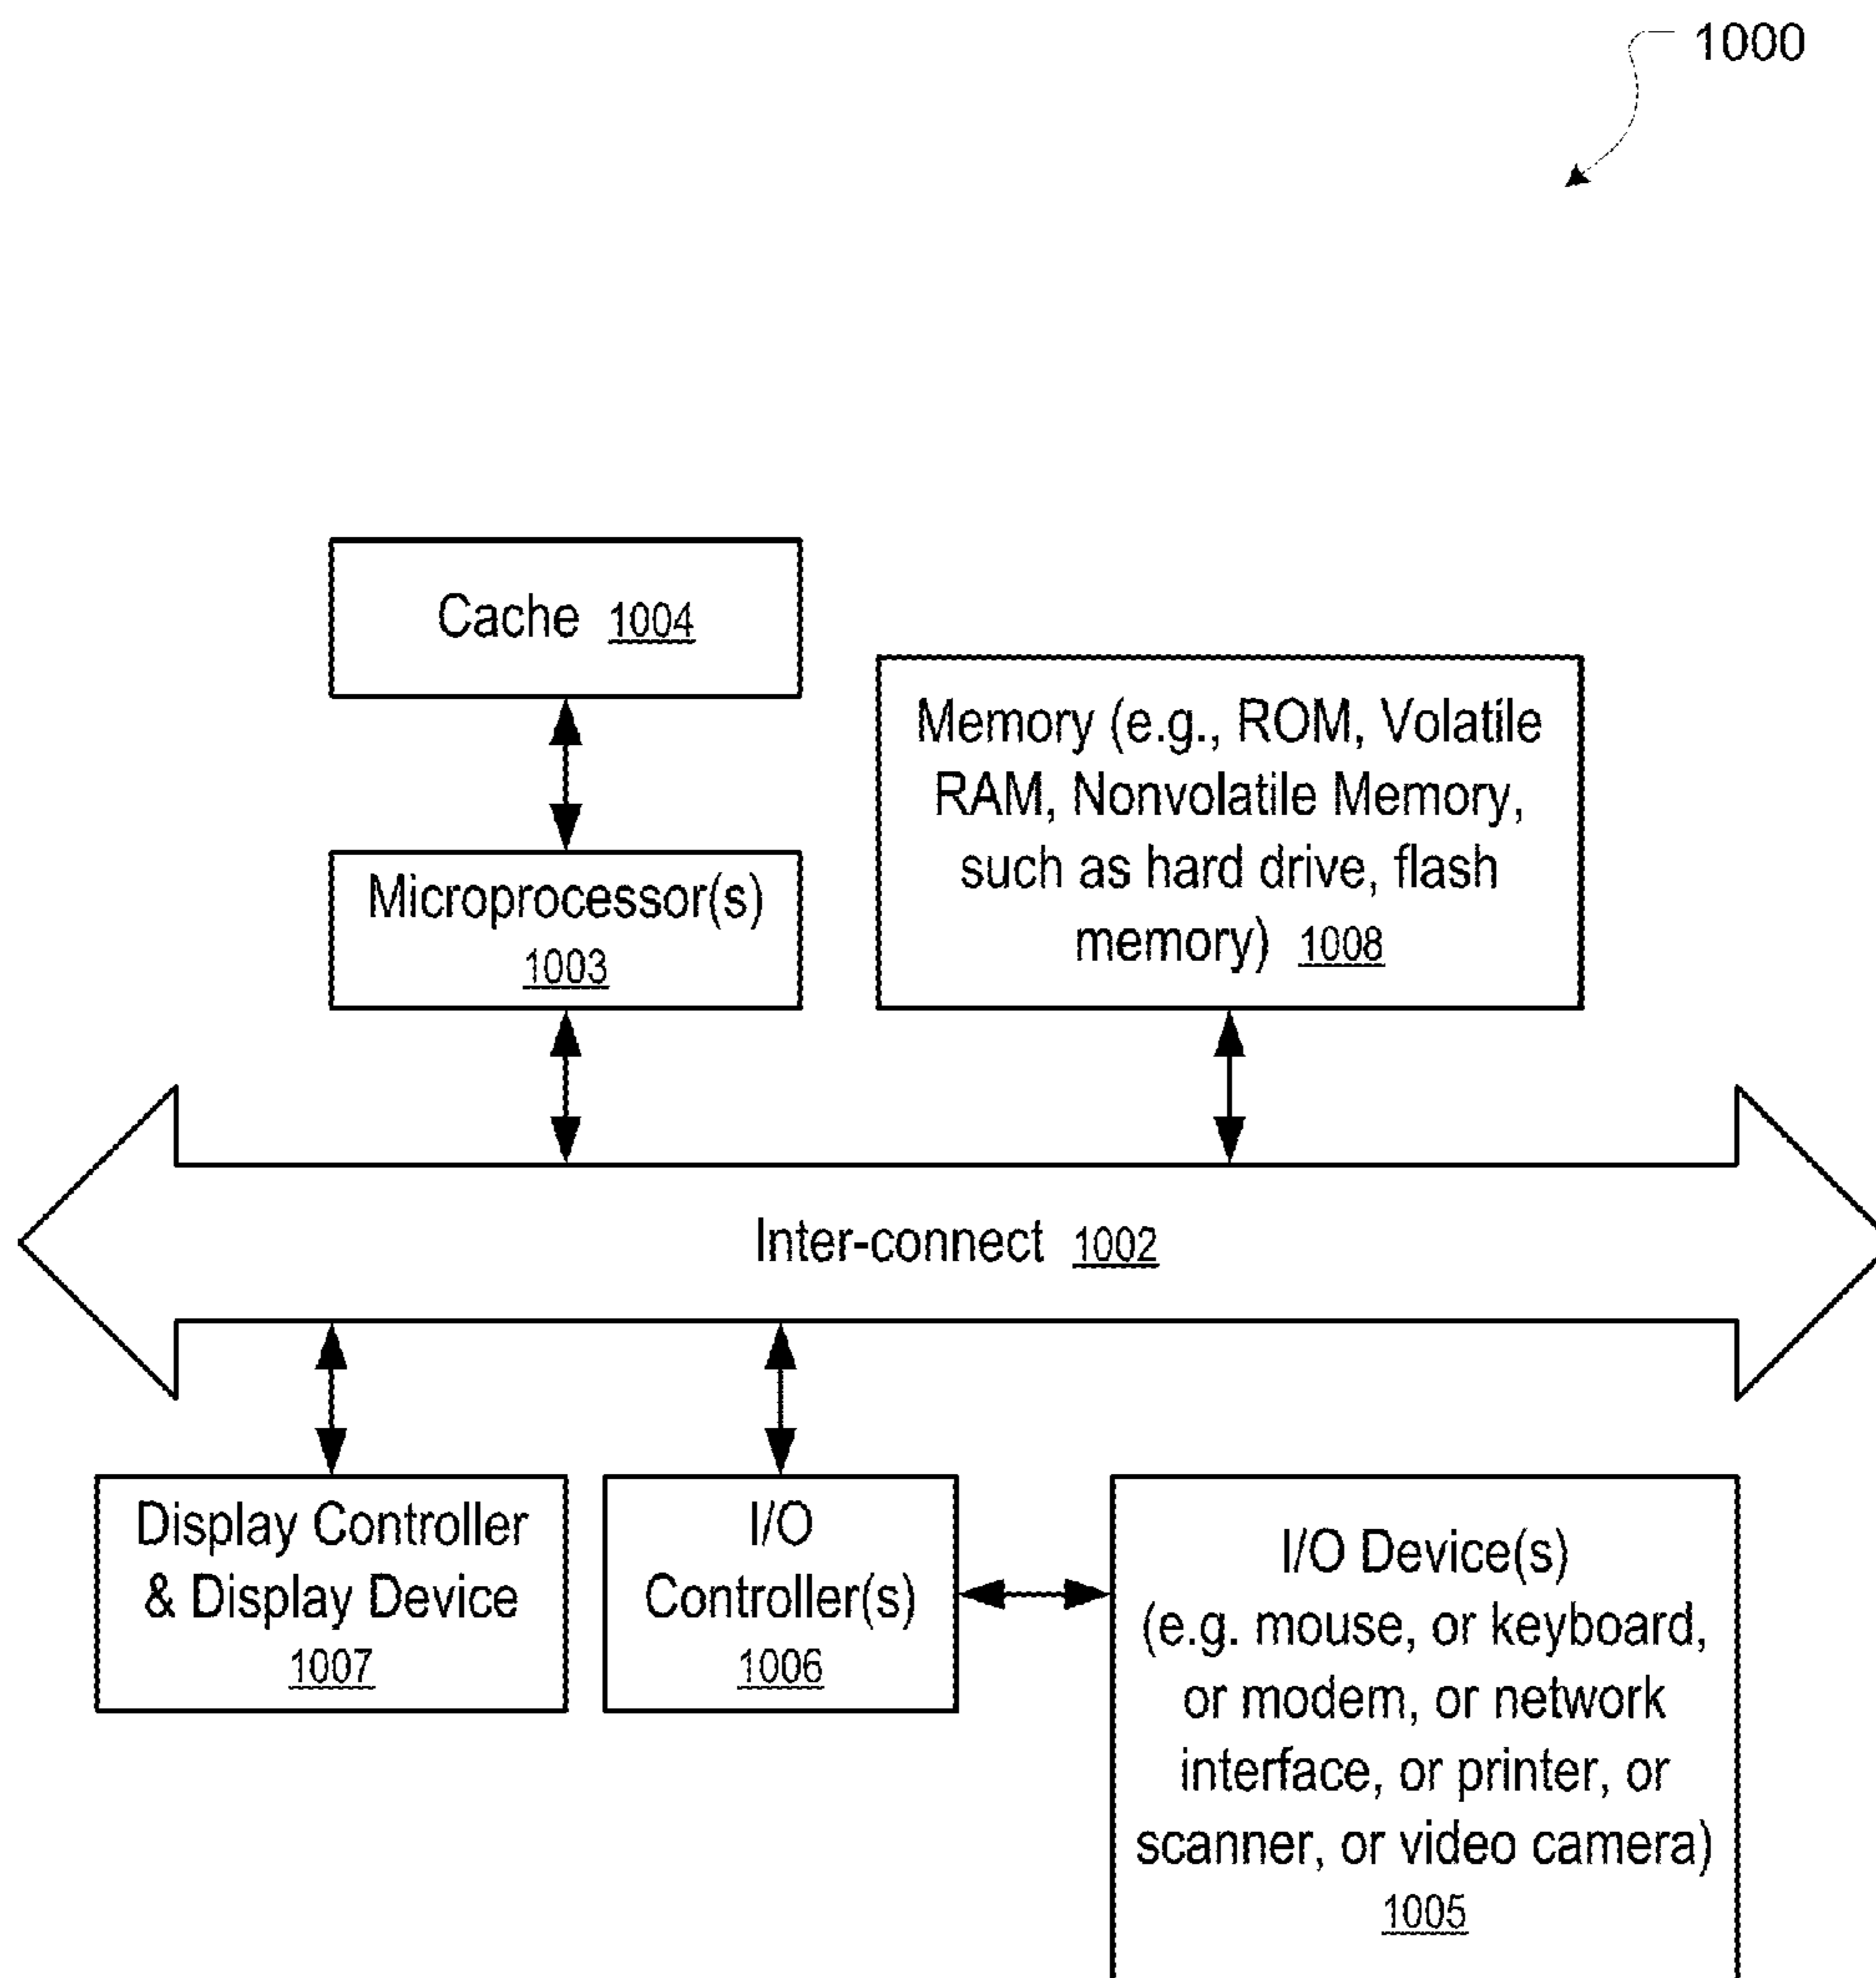 1000
Cache 1004
Memory (e.g., ROM, Volatile
RAM, Nonvolatile Memory,
such as hard drive, flash
memory) 1008
Microprocessor(s)
1003
Inter-connect 1002
Display Controller
& Display Device
1007
I/O
Controller(s)
1006
I/O Device(s)
(e.g. mouse, or keyboard,
or modem, or network
interface, or printer, or
scanner, or video camera)
1005